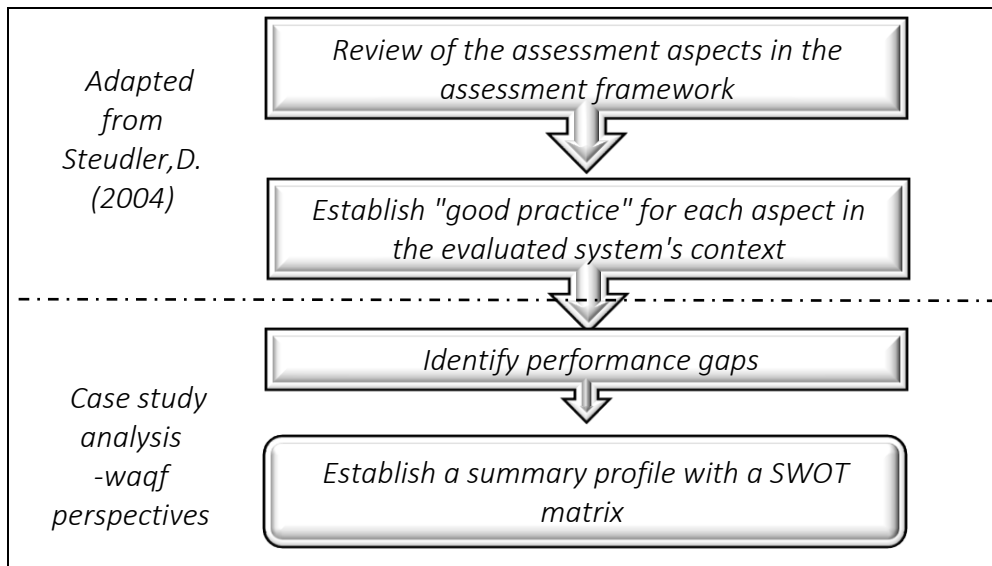 Adapted
from
Steudler,D.
(2004)
Review of the assessment aspects in the
assessment framework
Establish "good practice" for each aspect in
the evaluated system's context
Case study
analysis
-waqf
perspectives
Identify performance gaps
Establish a summary profile with a SWOT
matrix